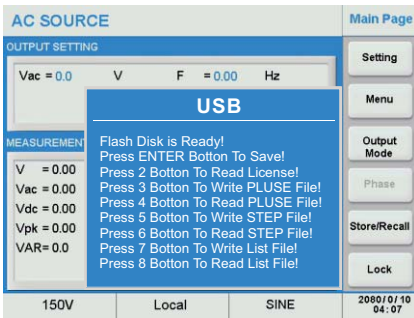 AC SOURCE
Main Page
OUTPUT SETTING
Vac = 0.0 V F = 0.00 Hz
USB
Flash Disk is Ready!
Press ENTER Botton To Save!
Press 2 Botton To Read License!
Press 3 Botton To Write PLUSE File!
Press 4 Botton To Read PLUSE File!
Press 5 Botton To Write STEP File!
Press 6 Botton To Read STEP File!
Press 7 Botton To Write List File!
Press 8 Botton To Read List File!
V = 0.00
Vac = 0.00
Vdc = 0.00
Vpk = 0.00
VAR= 0.0
Setting
Menu
Output
Mode
Phase
Store/Recall
Lock
150V
Local
SINE
2080/0/10
04:07